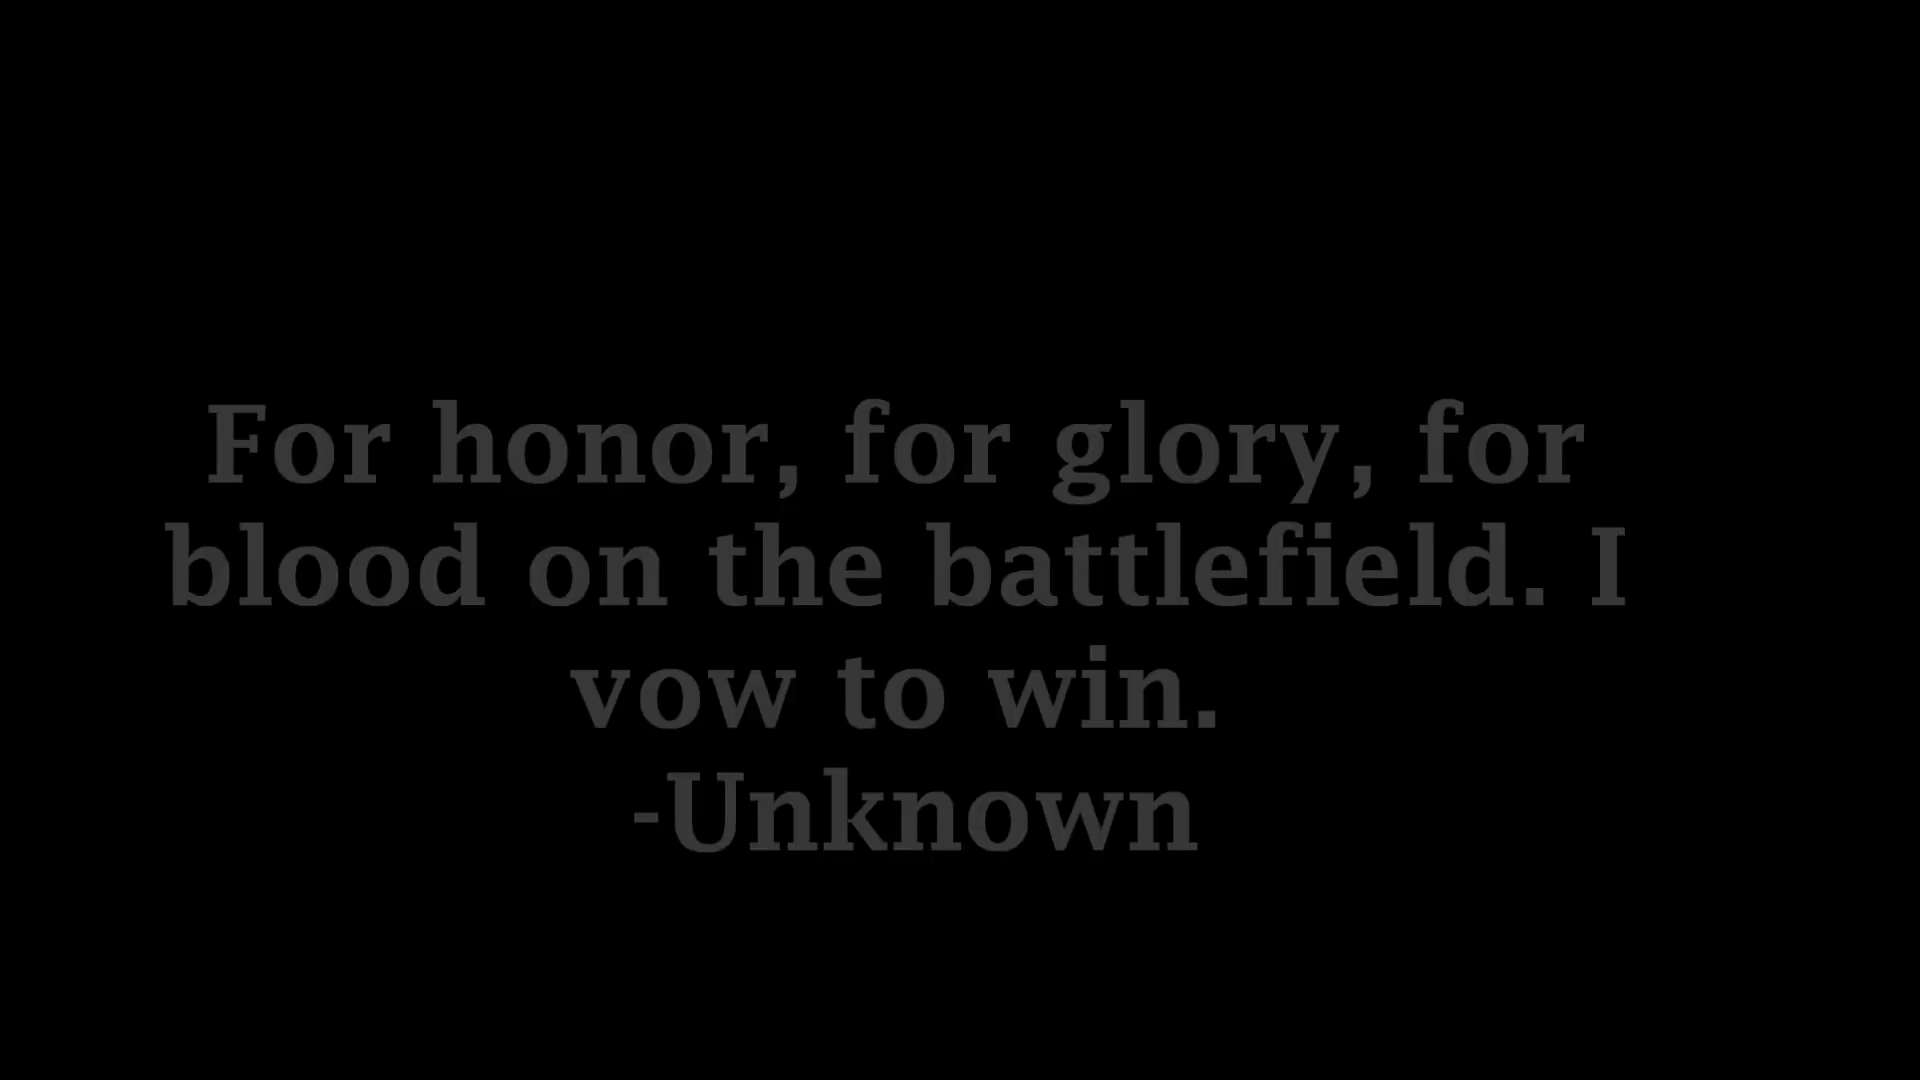 For honor, for glory, for
blood on the battlefield. I
vow to win.
-Unknown